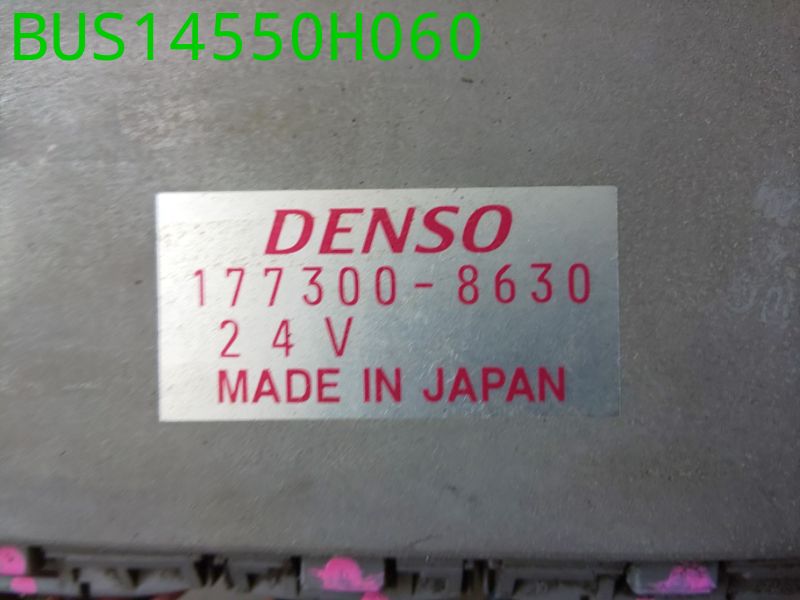 BUS14550H060
DENSO
177300-8630
24V
MADE IN JAPAN